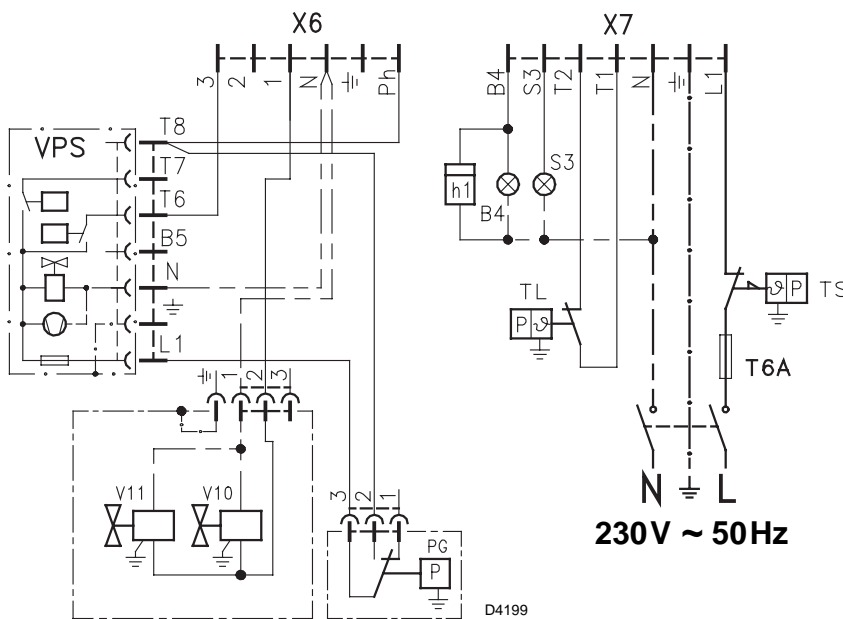 X6
X7
3 2 1 N Ph
B4 S3 T2 T1 N L1
VPS
T8
T7
T6
B5
N
L1
h1
B4
S3
TL
P ϑ
ϑ P
TS
T6A
1 2 3
V11
V10
3 2 1
PG
P
N L
230V ~ 50Hz
D4199